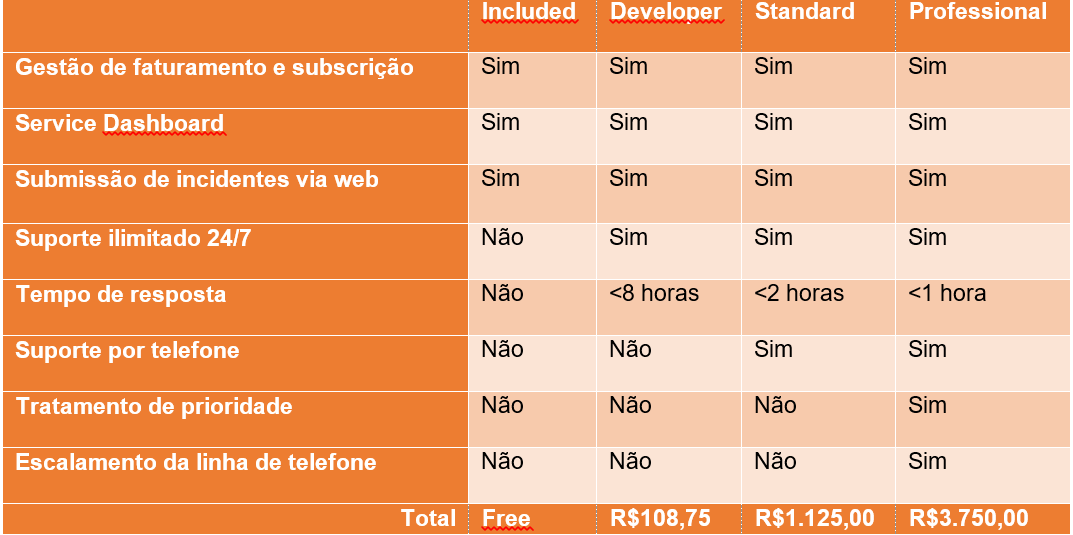 Included Developer Standard Professional
Gestão de faturamento e subscrição Sim Sim Sim Sim
Service Dashboard Sim Sim Sim Sim
Submissão de incidentes via web Sim Sim Sim Sim
Suporte ilimitado 24/7 Não Sim Sim Sim
Tempo de resposta Não <8 horas <2 horas <1 hora
Suporte por telefone Não Não Sim Sim
Tratamento de prioridade Não Não Não Sim
Escalamento da linha de telefone Não Não Não Sim
Total Free R$108,75 R$1.125,00 R$3.750,00